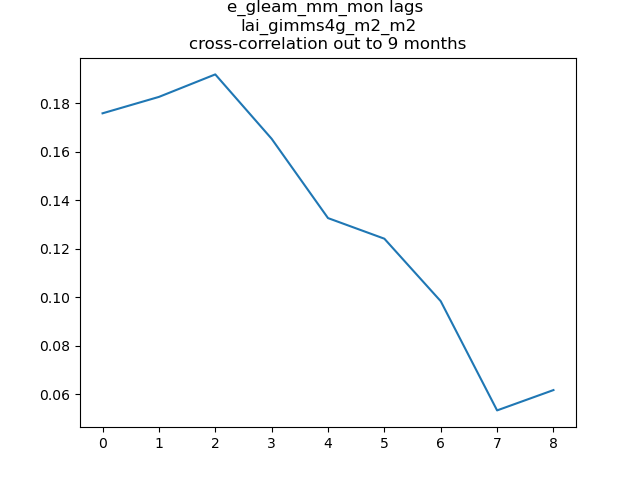 e_gleam_mm_mon lags
lai_gimms4g_m2_m2
cross-correlation out to 9 months
0.18
0.16
0.14
0.12
0.10
0.08
0.06
0 1 2 3 4 5 6 7 8